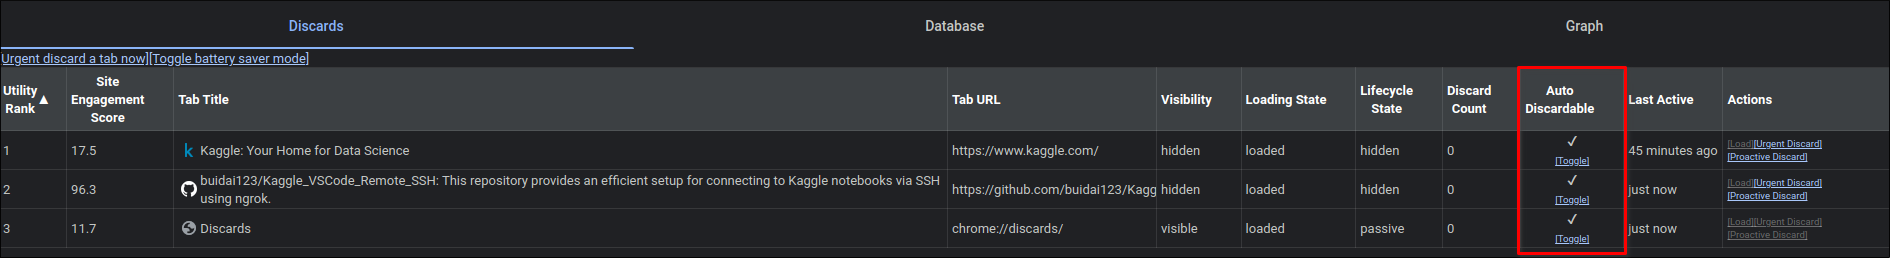 Discards Database Graph
[Urgent discard a tab now][Toggle battery saver mode]
Utility Rank ▲ Site Engagement Score Tab Title Tab URL Visibility Loading State Lifecycle State Discard Count Auto Discardable Last Active Actions
1 17.5 Kaggle: Your Home for Data Science https://www.kaggle.com/ hidden loaded hidden 0 ✓ [Toggle] 45 minutes ago [Load][Urgent Discard] [Proactive Discard]
2 96.3 buidai123/Kaggle_VSCode_Remote_SSH: This repository provides an efficient setup for connecting to Kaggle notebooks via SSH using ngrok. https://github.com/buidai123/Kagg hidden loaded hidden 0 ✓ [Toggle] just now [Load][Urgent Discard] [Proactive Discard]
3 11.7 Discards chrome://discards/ visible loaded passive 0 ✓ [Toggle] just now [Load][Urgent Discard] [Proactive Discard]